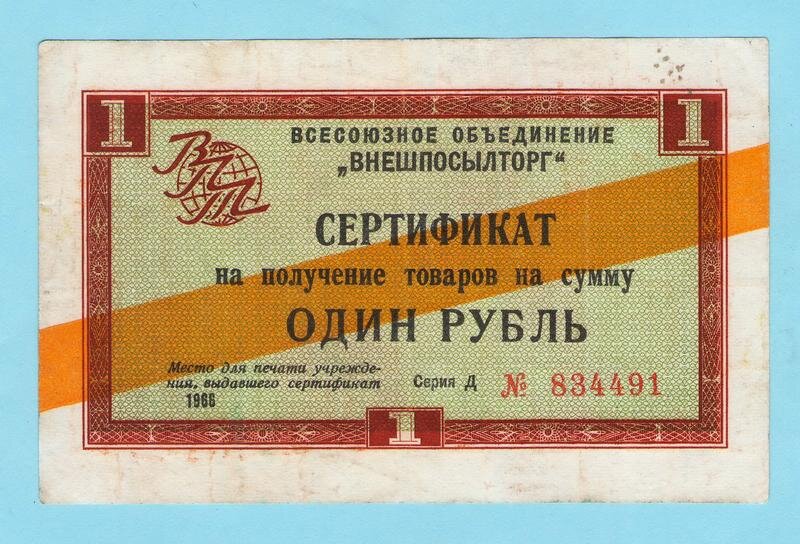 1 1
ВСЕСОЮЗНОЕ ОБЪЕДИНЕНИЕ
„ВНЕШПОСЫЛТОРГ“
ВПТ
СЕРТИФИКАТ
на получение товаров на сумму
ОДИН РУБЛЬ
Место для печати учрежде-
ния, выдавшего сертификат
1966
Серия Д № 834491
1